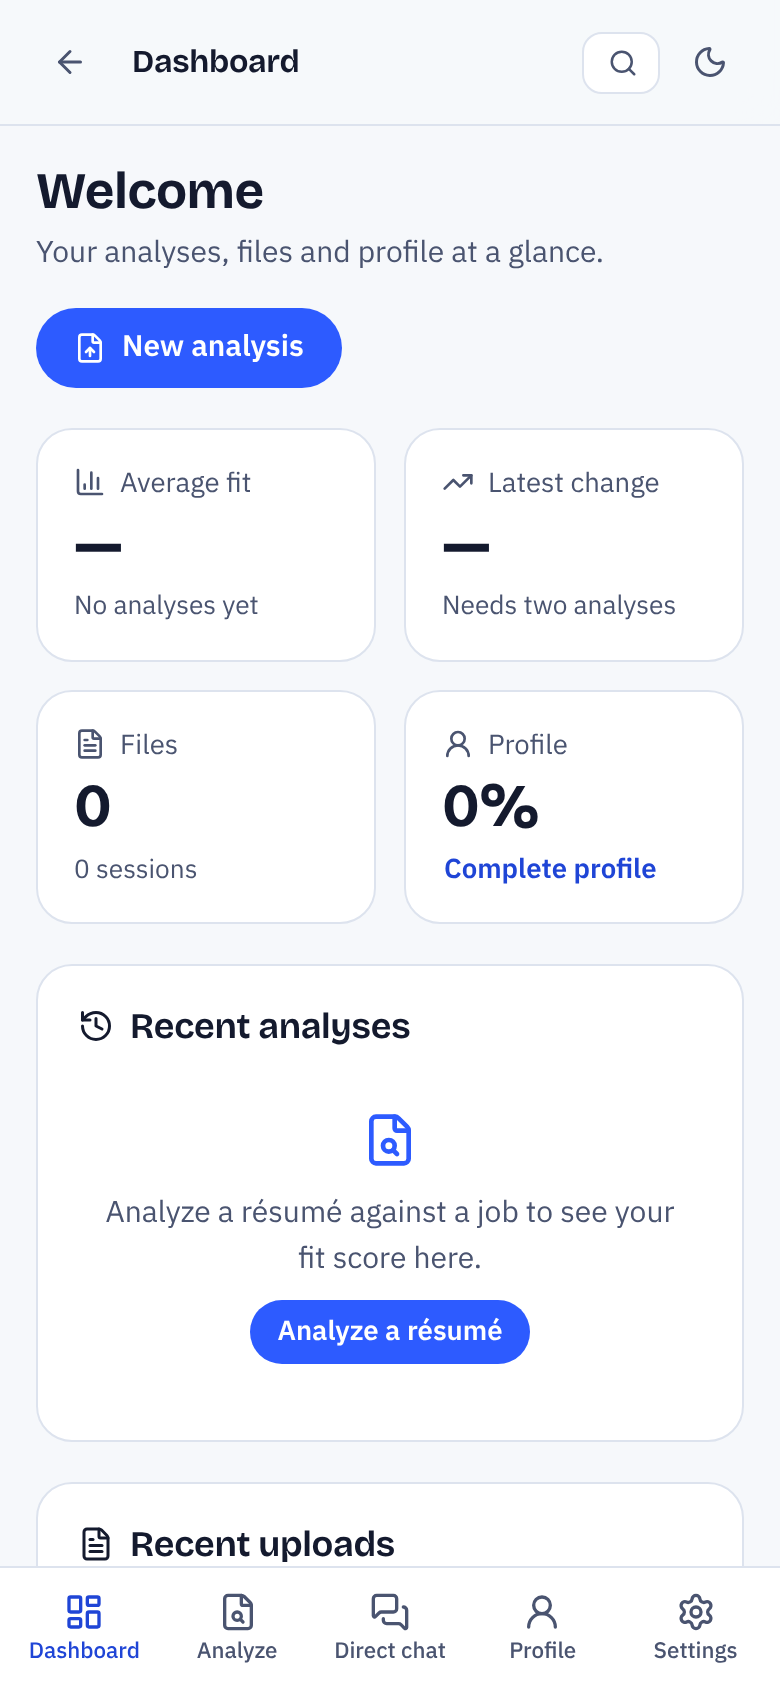 Dashboard
Welcome
Your analyses, files and profile at a glance.
New analysis
Average fit
—
No analyses yet
Latest change
—
Needs two analyses
Files
0
0 sessions
Profile
0%
Complete profile
Recent analyses
Analyze a résumé against a job to see your
fit score here.
Analyze a résumé
Recent uploads
Dashboard
Analyze
Direct chat
Profile
Settings